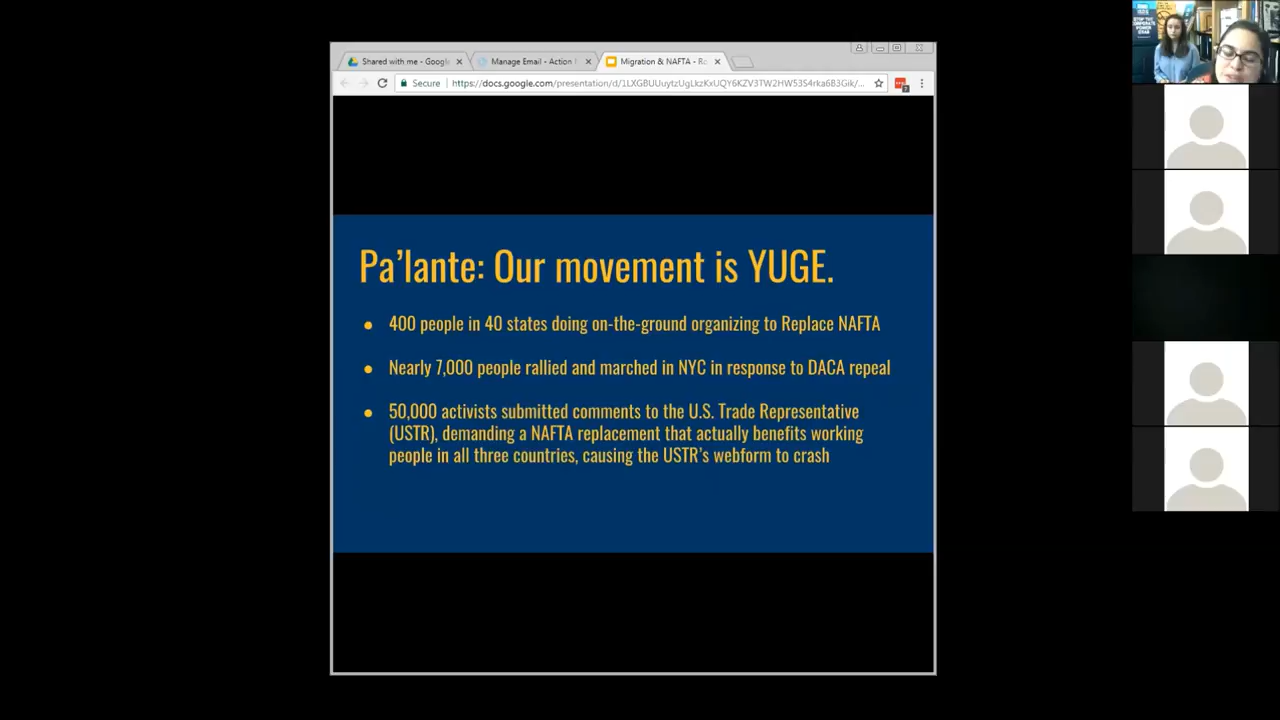 Shared with me - Googl
Manage Email - Action
Migration & NAFTA - Ro
Secure
https://docs.google.com/presentation/d/
Pa'lante: Our movement is YUGE.
● 400 people in 40 states doing on-the-ground organizing to Replace NAFTA
● Nearly 7,000 people rallied and marched in NYC in response to DACA repeal
● 50,000 activists submitted comments to the U.S. Trade Representative
(USTR), demanding a NAFTA replacement that actually benefits working
people in all three countries, causing the USTR's webform to crash